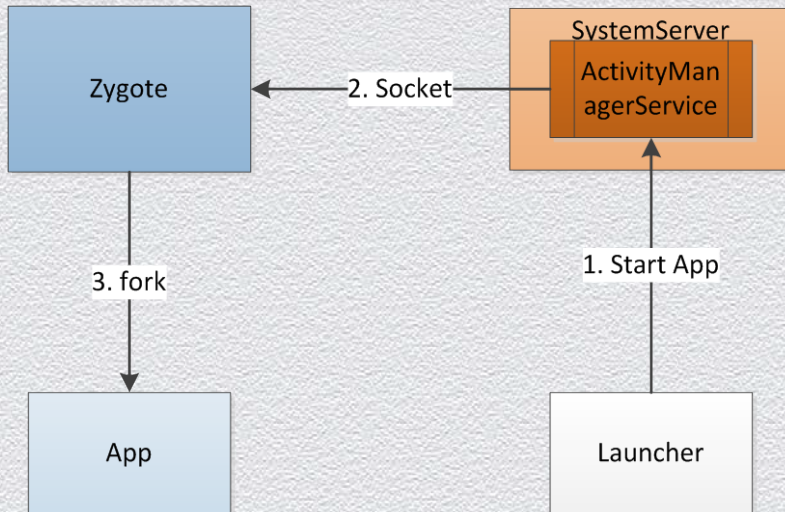 SystemServer
Zygote
2. Socket
ActivityMan
agerService
3. fork
1. Start App
App
Launcher